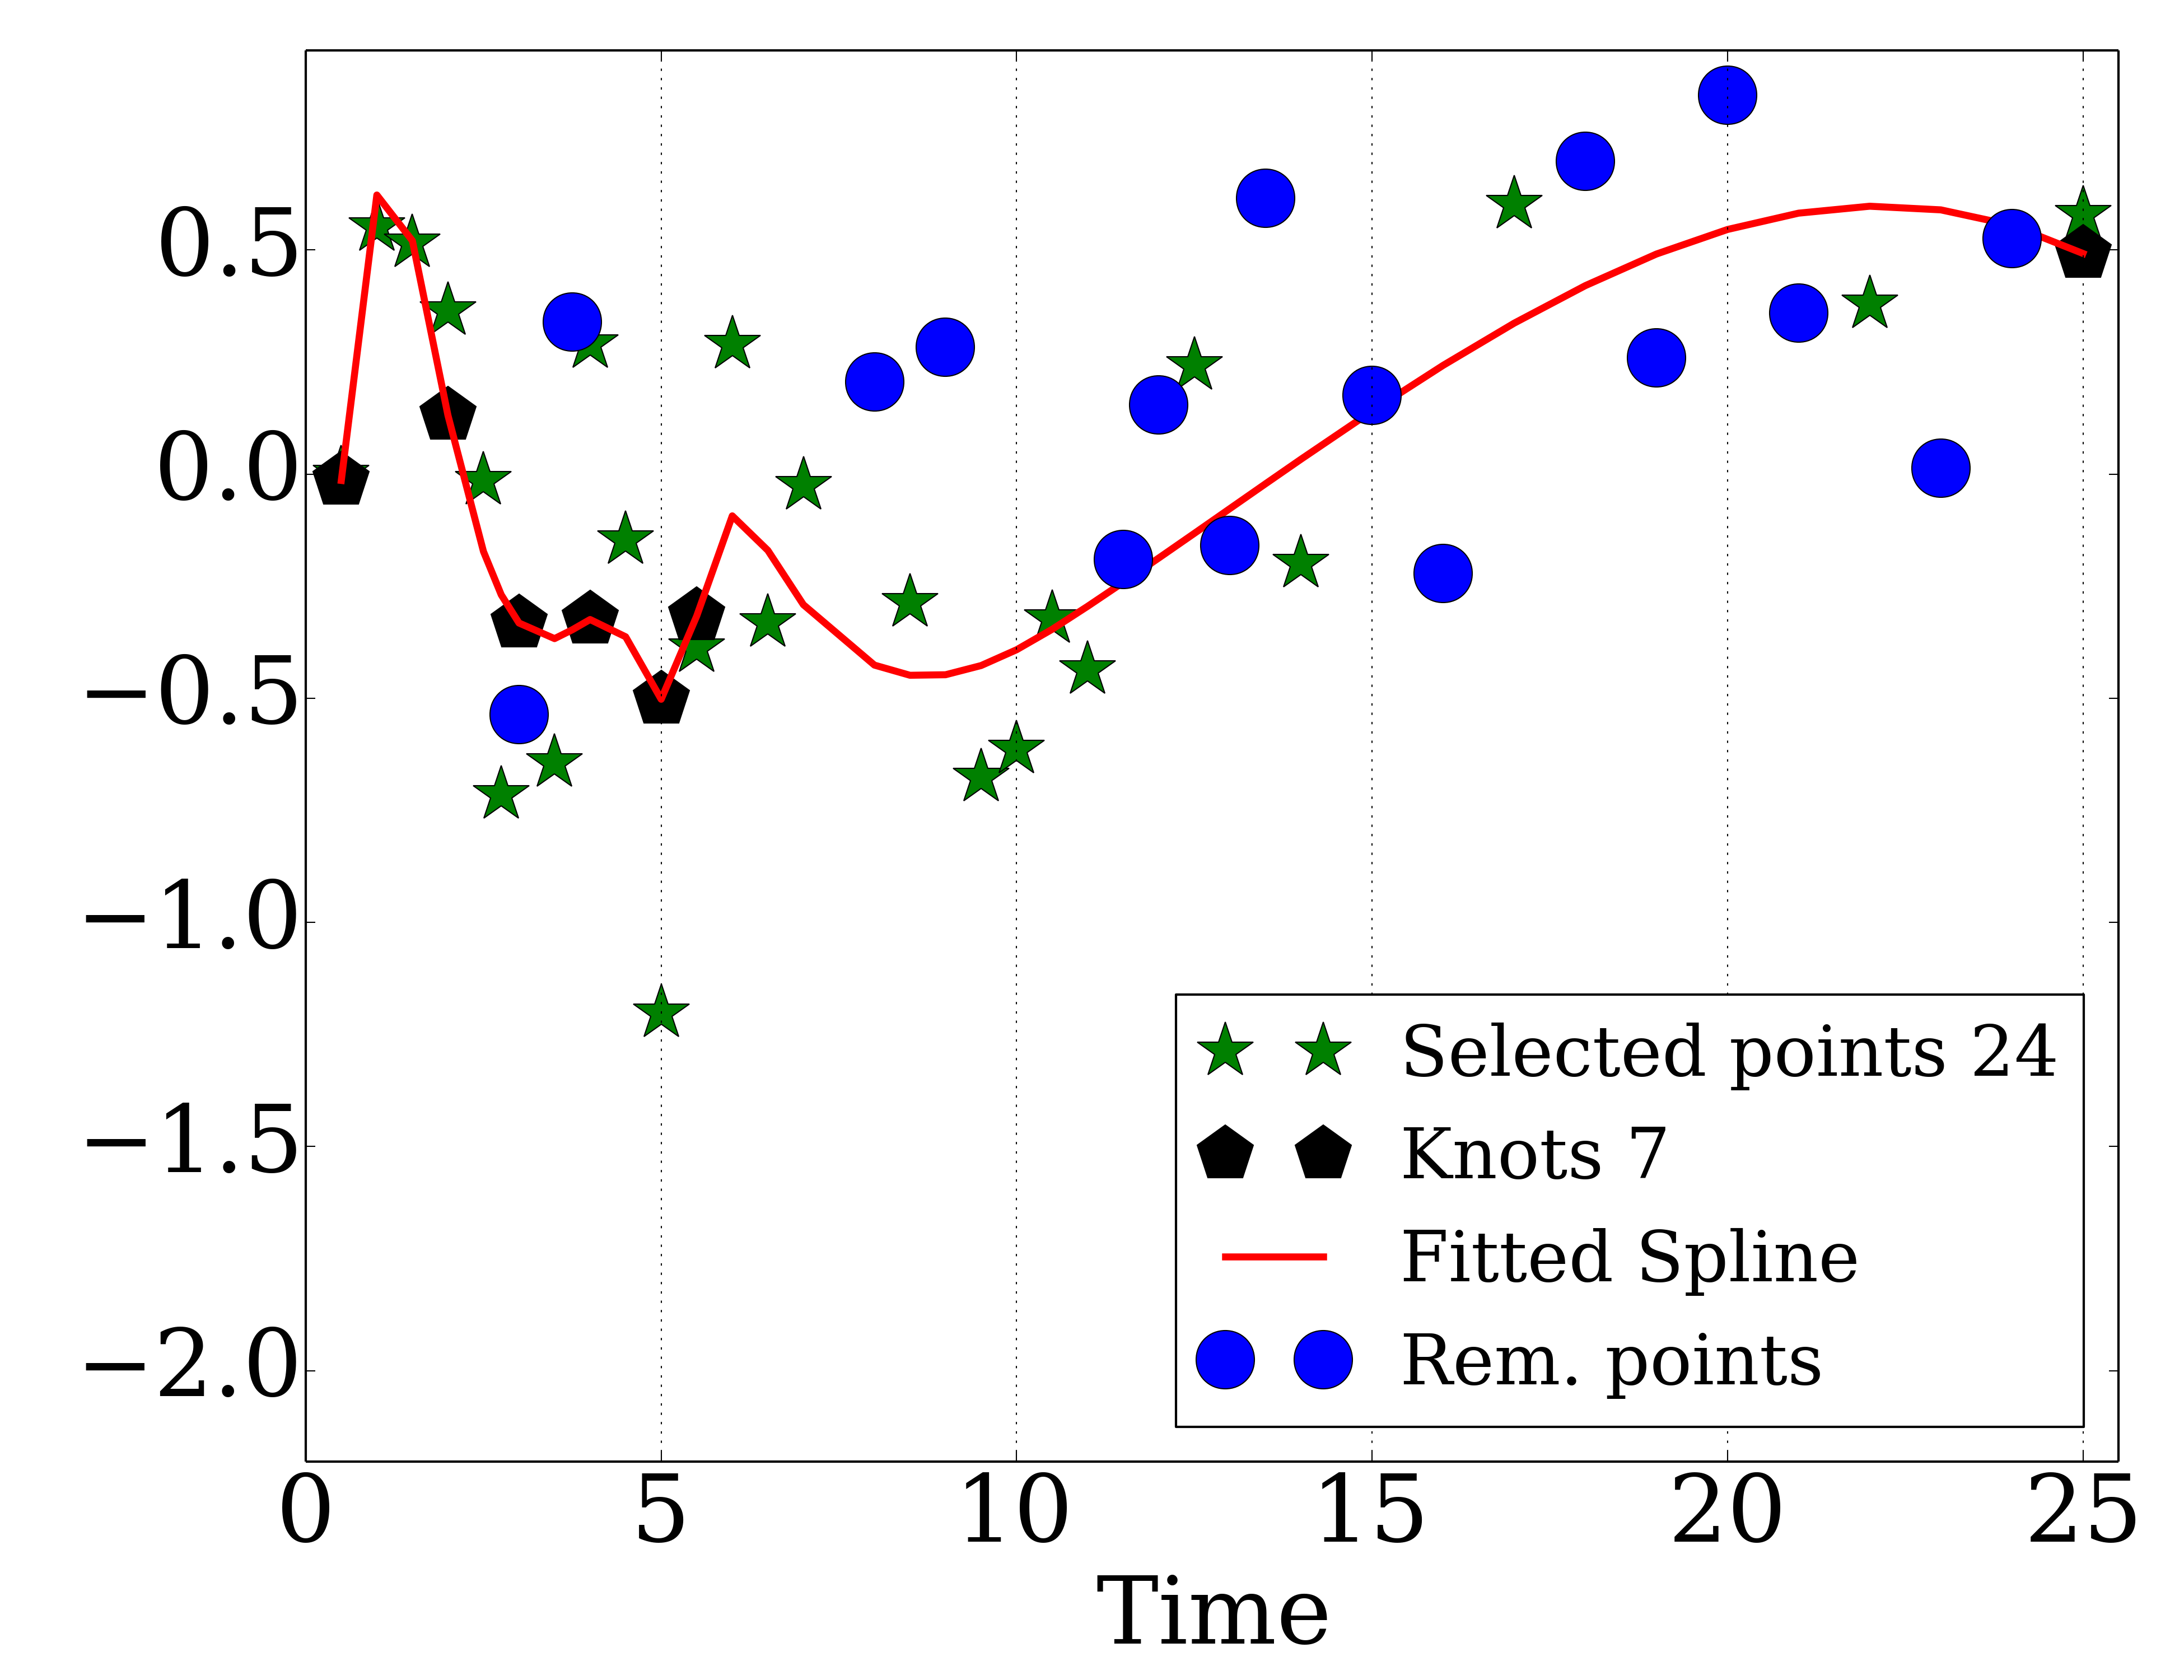 0.5
0.0
−0.5
−1.0
−1.5
−2.0
Selected points 24
Knots 7
Fitted Spline
Rem. points
0 5 10 15 20 25
Time